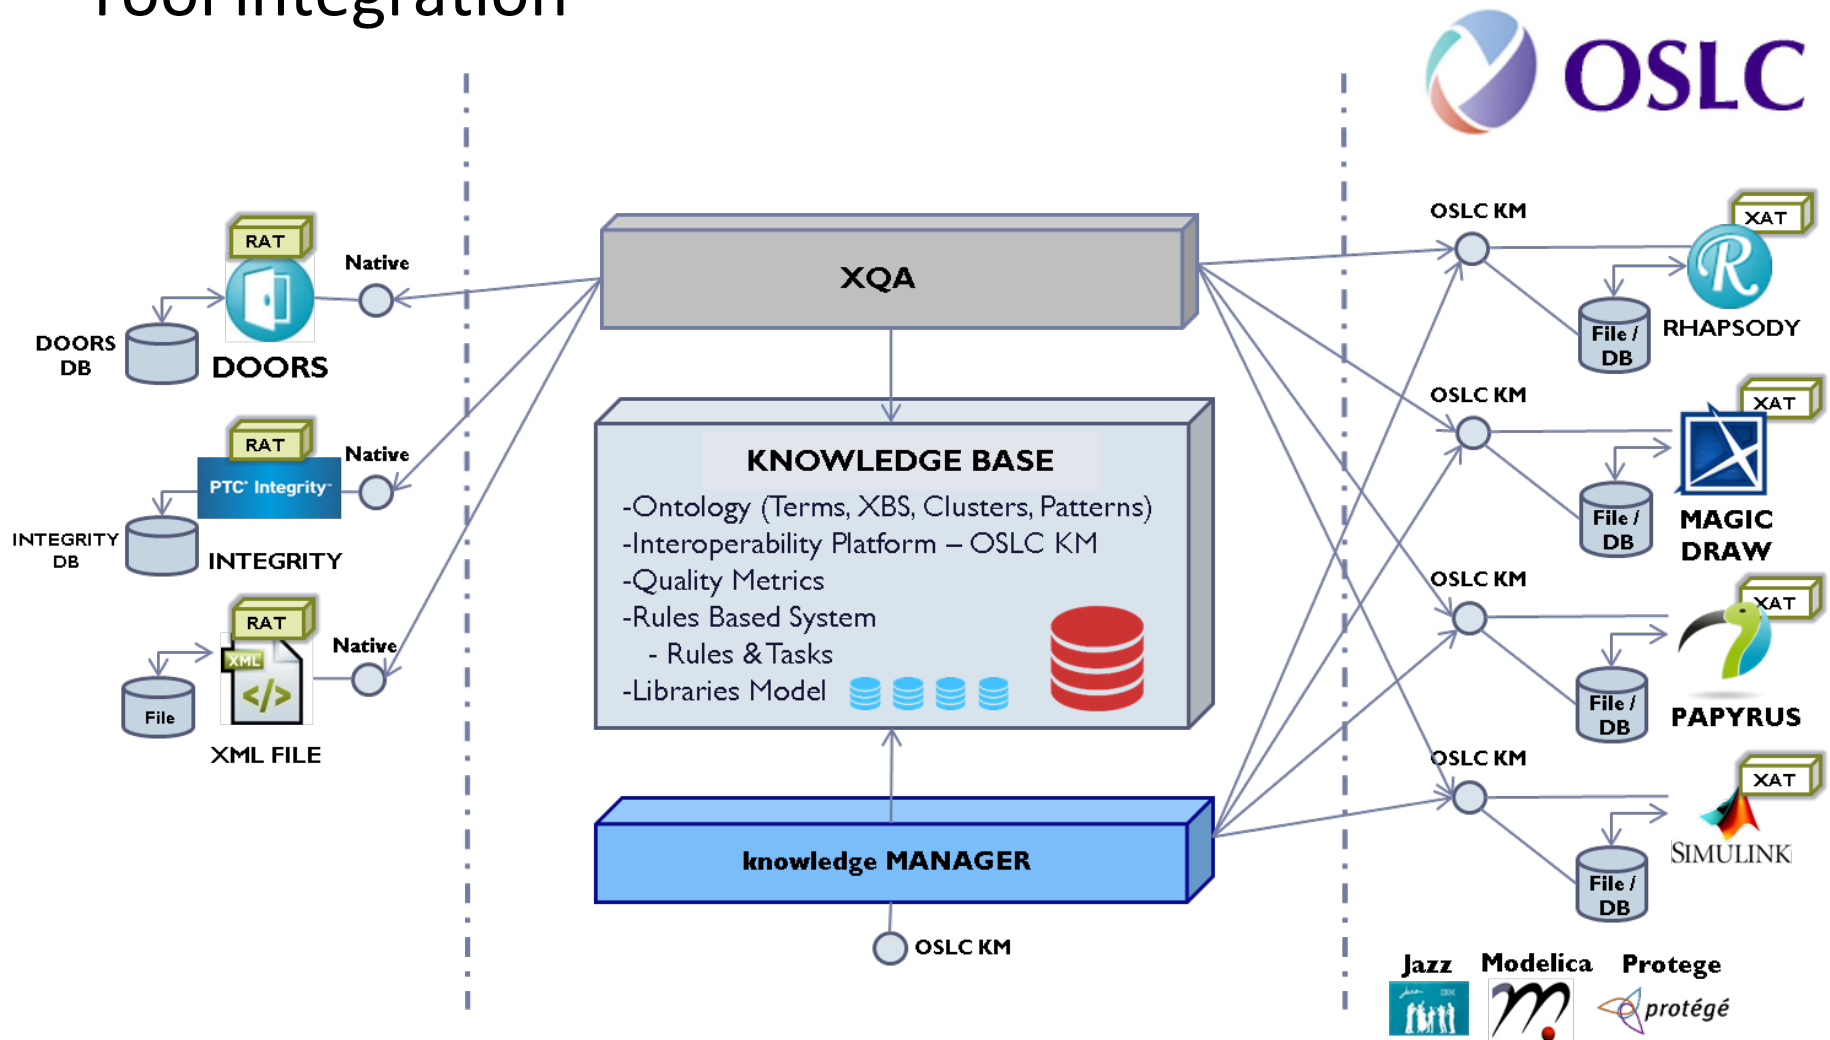 Tool Integration
OSLC
RAT
Native
DOORS
DB
DOORS
RAT
Native
PTC® Integrity™
INTEGRITY
DB
INTEGRITY
RAT
Native
XML
</>
File
XML FILE
XQA
KNOWLEDGE BASE
-Ontology (Terms, XBS, Clusters, Patterns)
-Interoperability Platform – OSLC KM
-Quality Metrics
-Rules Based System
- Rules & Tasks
-Libraries Model
knowledge MANAGER
OSLC KM
OSLC KM
XAT
R
File /
DB
RHAPSODY
OSLC KM
XAT
File /
DB
MAGIC
DRAW
OSLC KM
XAT
File /
DB
PAPYRUS
OSLC KM
XAT
SIMULINK
File /
DB
Jazz
Modelica
Protege
Jazz IBM
m
protégé